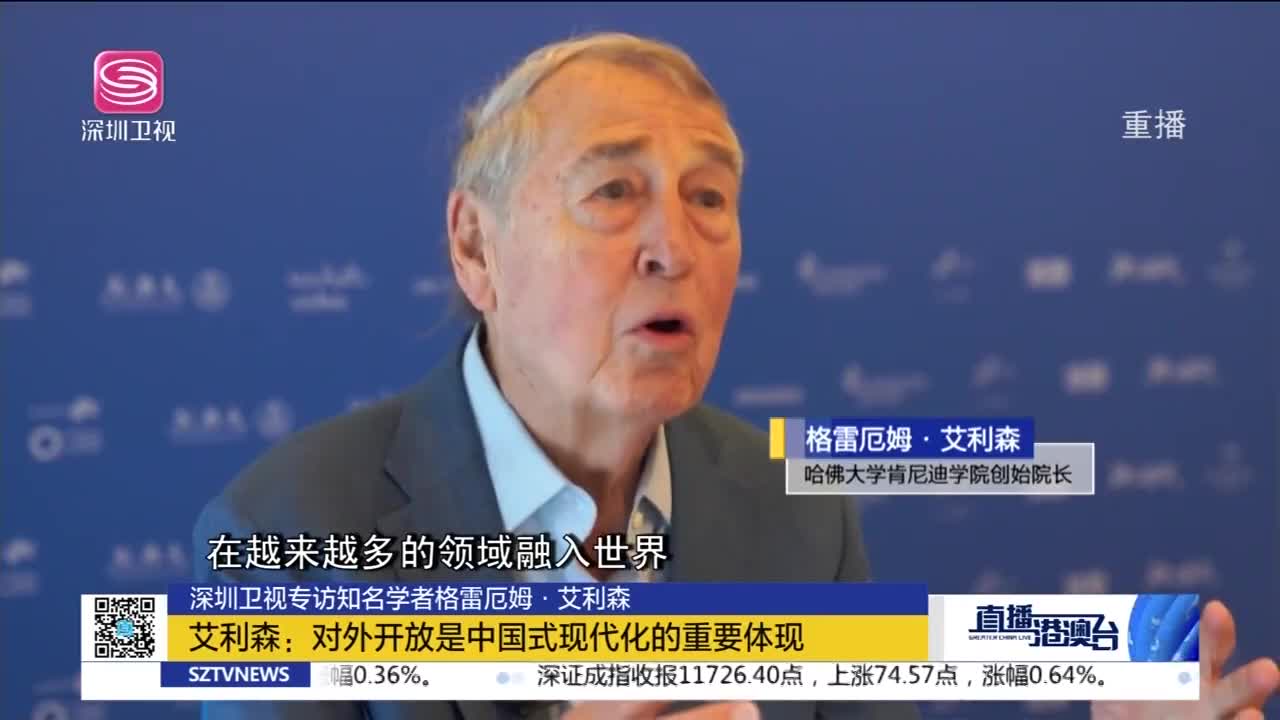 深圳卫视
重播
格雷厄姆·艾利森
哈佛大学肯尼迪学院创始院长
在越来越多的领域融入世界
深圳卫视专访知名学者格雷厄姆·艾利森
艾利森：对外开放是中国式现代化的重要体现
直播港澳台
GREATER CHINA LIVE
SZTVNEWS
幅0.36%。 深证成指收报11726.40点，上涨74.57点，涨幅0.64%。